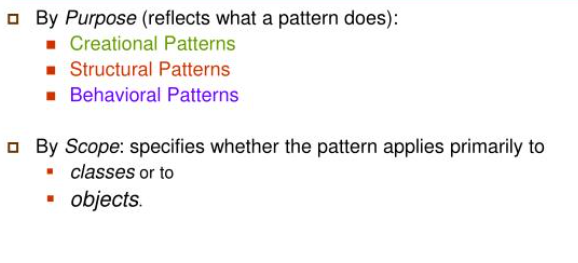 By Purpose (reflects what a pattern does):
Creational Patterns
Structural Patterns
Behavioral Patterns
By Scope: specifies whether the pattern applies primarily to
classes or to
objects.